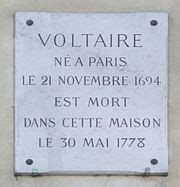 VOLTAIRE
NÉ A PARIS
LE 21 NOVEMBRE 1694
EST MORT
DANS CETTE MAISON
LE 30 MAI 1778